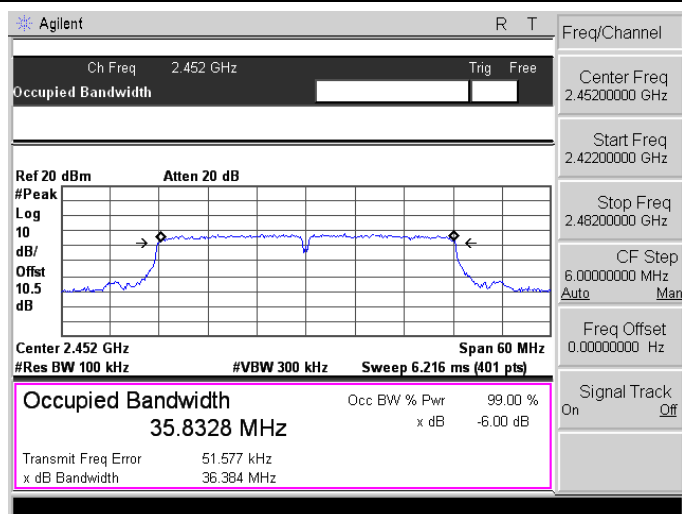 Agilent R T
Ch Freq 2.452 GHz Trig Free
Occupied Bandwidth
Ref 20 dBm Atten 20 dB
#Peak
Log
10
dB/
Offst
10.5
dB
Center 2.452 GHz Span 60 MHz
#Res BW 100 kHz #VBW 300 kHz Sweep 6.216 ms (401 pts)
Occupied Bandwidth Occ BW % Pwr 99.00 %
35.8328 MHz x dB -6.00 dB
Transmit Freq Error 51.577 kHz
x dB Bandwidth 36.384 MHz
Freq/Channel
Center Freq
2.45200000 GHz
Start Freq
2.42200000 GHz
Stop Freq
2.48200000 GHz
CF Step
6.00000000 MHz
Auto Man
Freq Offset
0.00000000 Hz
Signal Track
On Off